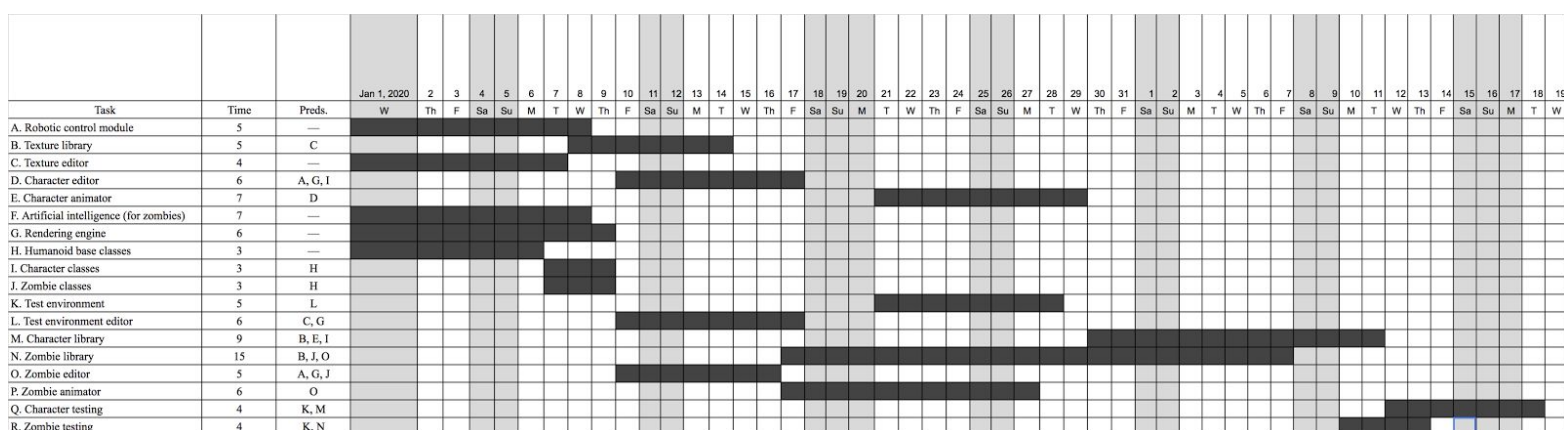 Jan 1, 2020 2 3 4 5 6 7 8 9 10 11 12 13 14 15 16 17 18 19 20 21 22 23 24 25 26 27 28 29 30 31 1 2 3 4 5 6 7 8 9 10 11 12 13 14 15 16 17 18 19
Task Time Preds. W Th F Sa Su M T W Th F Sa Su M T W Th F Sa Su M T W Th F Sa Su M T W Th F Sa Su M T W Th F Sa Su M T W Th F Sa Su M T W
A. Robotic control module 5 —
B. Texture library 5 C
C. Texture editor 4 —
D. Character editor 6 A, G, I
E. Character animator 7 D
F. Artificial intelligence (for zombies) 7 —
G. Rendering engine 6 —
H. Humanoid base classes 3 —
I. Character classes 3 H
J. Zombie classes 3 H
K. Test environment 5 L
L. Test environment editor 6 C, G
M. Character library 9 B, E, I
N. Zombie library 15 B, J, O
O. Zombie editor 5 A, G, J
P. Zombie animator 6 O
Q. Character testing 4 K, M
R. Zombie testing 4 K, N